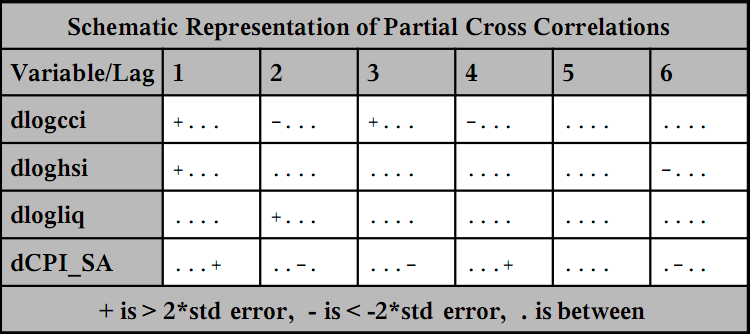 Schematic Representation of Partial Cross Correlations
Variable/Lag 1 2 3 4 5 6
dlogcci +... -... +... -... .... ....
dloghsi +... .... .... .... .... -...
dlogliq .... +... .... .... .... ....
dCPI_SA ...+ ..-. ...- ...+ .... .-..
+ is > 2*std error, - is < -2*std error, . is between